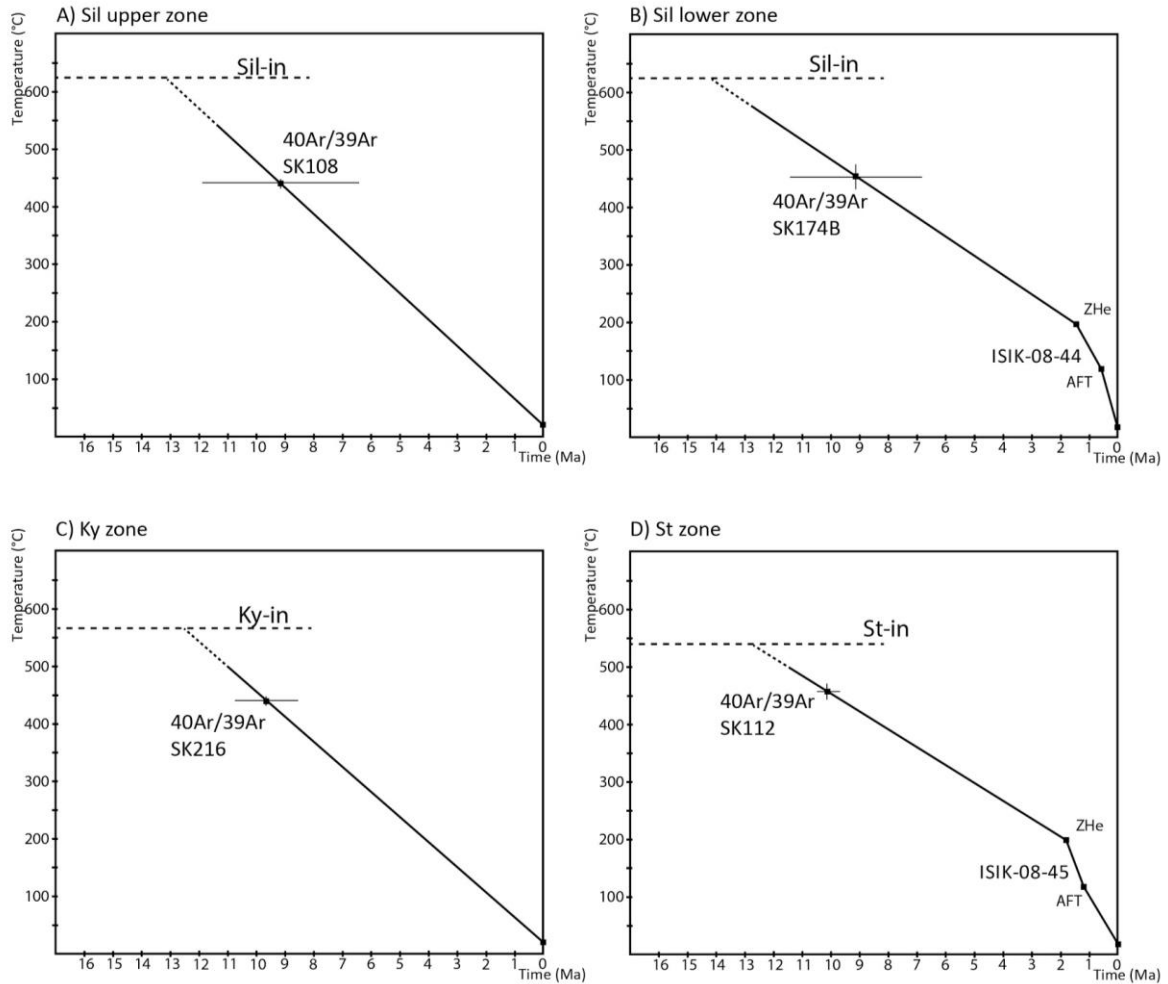 A) Sil upper zone
Temperature (°C)
600
500
400
300
200
100
Sil-in
40Ar/39Ar
SK108
16 15 14 13 12 11 10 9 8 7 6 5 4 3 2 1 0
Time (Ma)
B) Sil lower zone
Temperature (°C)
600
500
400
300
200
100
Sil-in
40Ar/39Ar
SK174B
ZHe
ISIK-08-44
AFT
16 15 14 13 12 11 10 9 8 7 6 5 4 3 2 1 0
Time (Ma)
C) Ky zone
Temperature (°C)
600
500
400
300
200
100
Ky-in
40Ar/39Ar
SK216
16 15 14 13 12 11 10 9 8 7 6 5 4 3 2 1 0
Time (Ma)
D) St zone
Temperature (°C)
600
500
400
300
200
100
St-in
40Ar/39Ar
SK112
ZHe
ISIK-08-45
AFT
16 15 14 13 12 11 10 9 8 7 6 5 4 3 2 1 0
Time (Ma)